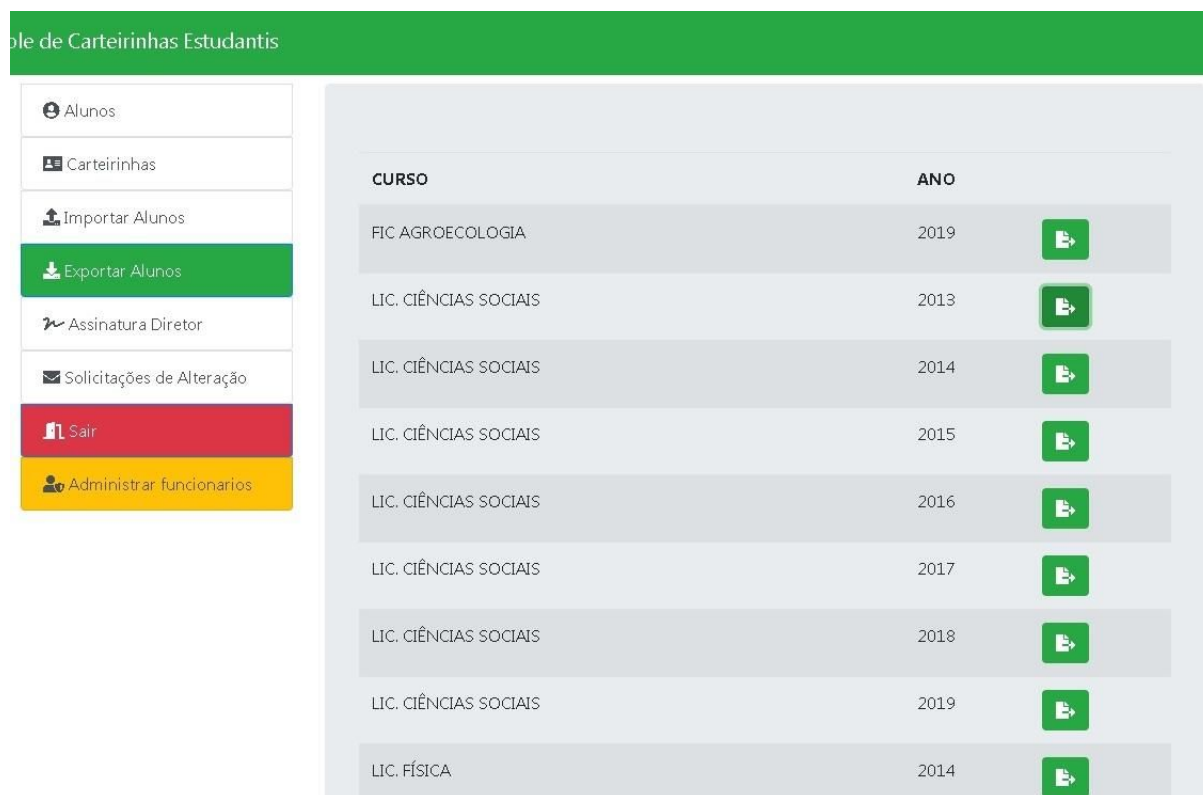 de Carteirinhas Estudantis
Alunos
Carteirinhas
Importar Alunos
Exportar Alunos
Assinatura Diretor
Solicitações de Alteração
Sair
Administrar funcionarios
CURSO ANO
FIC AGROECOLOGIA 2019
LIC. CIÊNCIAS SOCIAIS 2013
LIC. CIÊNCIAS SOCIAIS 2014
LIC. CIÊNCIAS SOCIAIS 2015
LIC. CIÊNCIAS SOCIAIS 2016
LIC. CIÊNCIAS SOCIAIS 2017
LIC. CIÊNCIAS SOCIAIS 2018
LIC. CIÊNCIAS SOCIAIS 2019
LIC. FÍSICA 2014